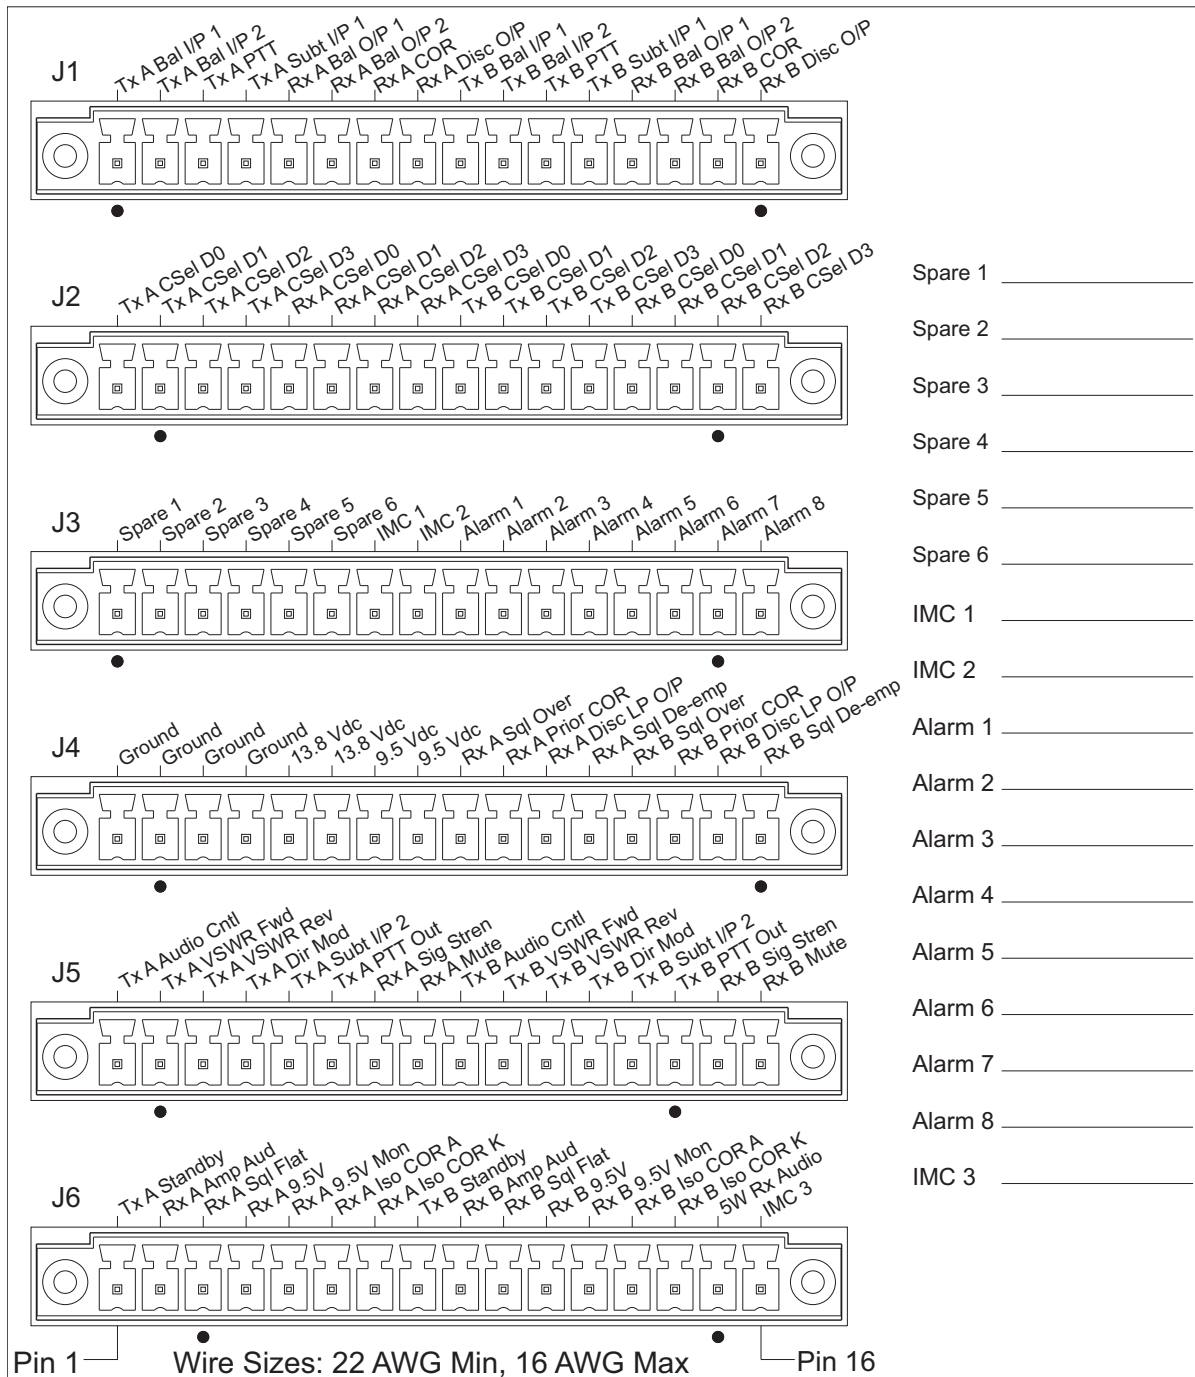 J1
Tx A Bal I/P 1
Tx A Bal I/P 2
Tx A PTT
Tx A Subt I/P 1
Rx A Bal O/P 1
Rx A Bal O/P 2
Rx A COR
Rx A Disc O/P
Tx B Bal I/P 1
Tx B Bal I/P 2
Tx B PTT
Tx B Subt I/P 1
Rx B Bal O/P 1
Rx B Bal O/P 2
Rx B COR
Rx B Disc O/P
J2
Tx A CSel D0
Tx A CSel D1
Tx A CSel D2
Tx A CSel D3
Rx A CSel D0
Rx A CSel D1
Rx A CSel D2
Rx A CSel D3
Tx B CSel D0
Tx B CSel D1
Tx B CSel D2
Tx B CSel D3
Rx B CSel D0
Rx B CSel D1
Rx B CSel D2
Rx B CSel D3
J3
Spare 1
Spare 2
Spare 3
Spare 4
Spare 5
Spare 6
IMC 1
IMC 2
Alarm 1
Alarm 2
Alarm 3
Alarm 4
Alarm 5
Alarm 6
Alarm 7
Alarm 8
J4
Ground
Ground
Ground
Ground
13.8 Vdc
13.8 Vdc
9.5 Vdc
9.5 Vdc
Rx A Sql Over
Rx A Prior COR
Rx A Disc LP O/P
Rx A Sql De-emp
Rx B Sql Over
Rx B Prior COR
Rx B Disc LP O/P
Rx B Sql De-emp
J5
Tx A Audio Cntl
Tx A VSWR Fwd
Tx A VSWR Rev
Tx A Dir Mod
Tx A Subt I/P 2
Tx A PTT Out
Rx A Sig Stren
Rx A Mute
Tx B Audio Cntl
Tx B VSWR Fwd
Tx B VSWR Rev
Tx B Dir Mod
Tx B Subt I/P 2
Tx B PTT Out
Rx B Sig Stren
Rx B Mute
J6
Tx A Standby
Rx A Amp Aud
Rx A Sql Flat
Rx A 9.5V
Rx A 9.5V Mon
Rx A Iso COR A
Rx A Iso COR K
Tx B Standby
Rx B Amp Aud
Rx B Sql Flat
Rx B 9.5V
Rx B 9.5V Mon
Rx B Iso COR A
Rx B Iso COR K
5W Rx Audio
IMC 3
Pin 1
Wire Sizes: 22 AWG Min, 16 AWG Max
Pin 16
Spare 1
Spare 2
Spare 3
Spare 4
Spare 5
Spare 6
IMC 1
IMC 2
Alarm 1
Alarm 2
Alarm 3
Alarm 4
Alarm 5
Alarm 6
Alarm 7
Alarm 8
IMC 3